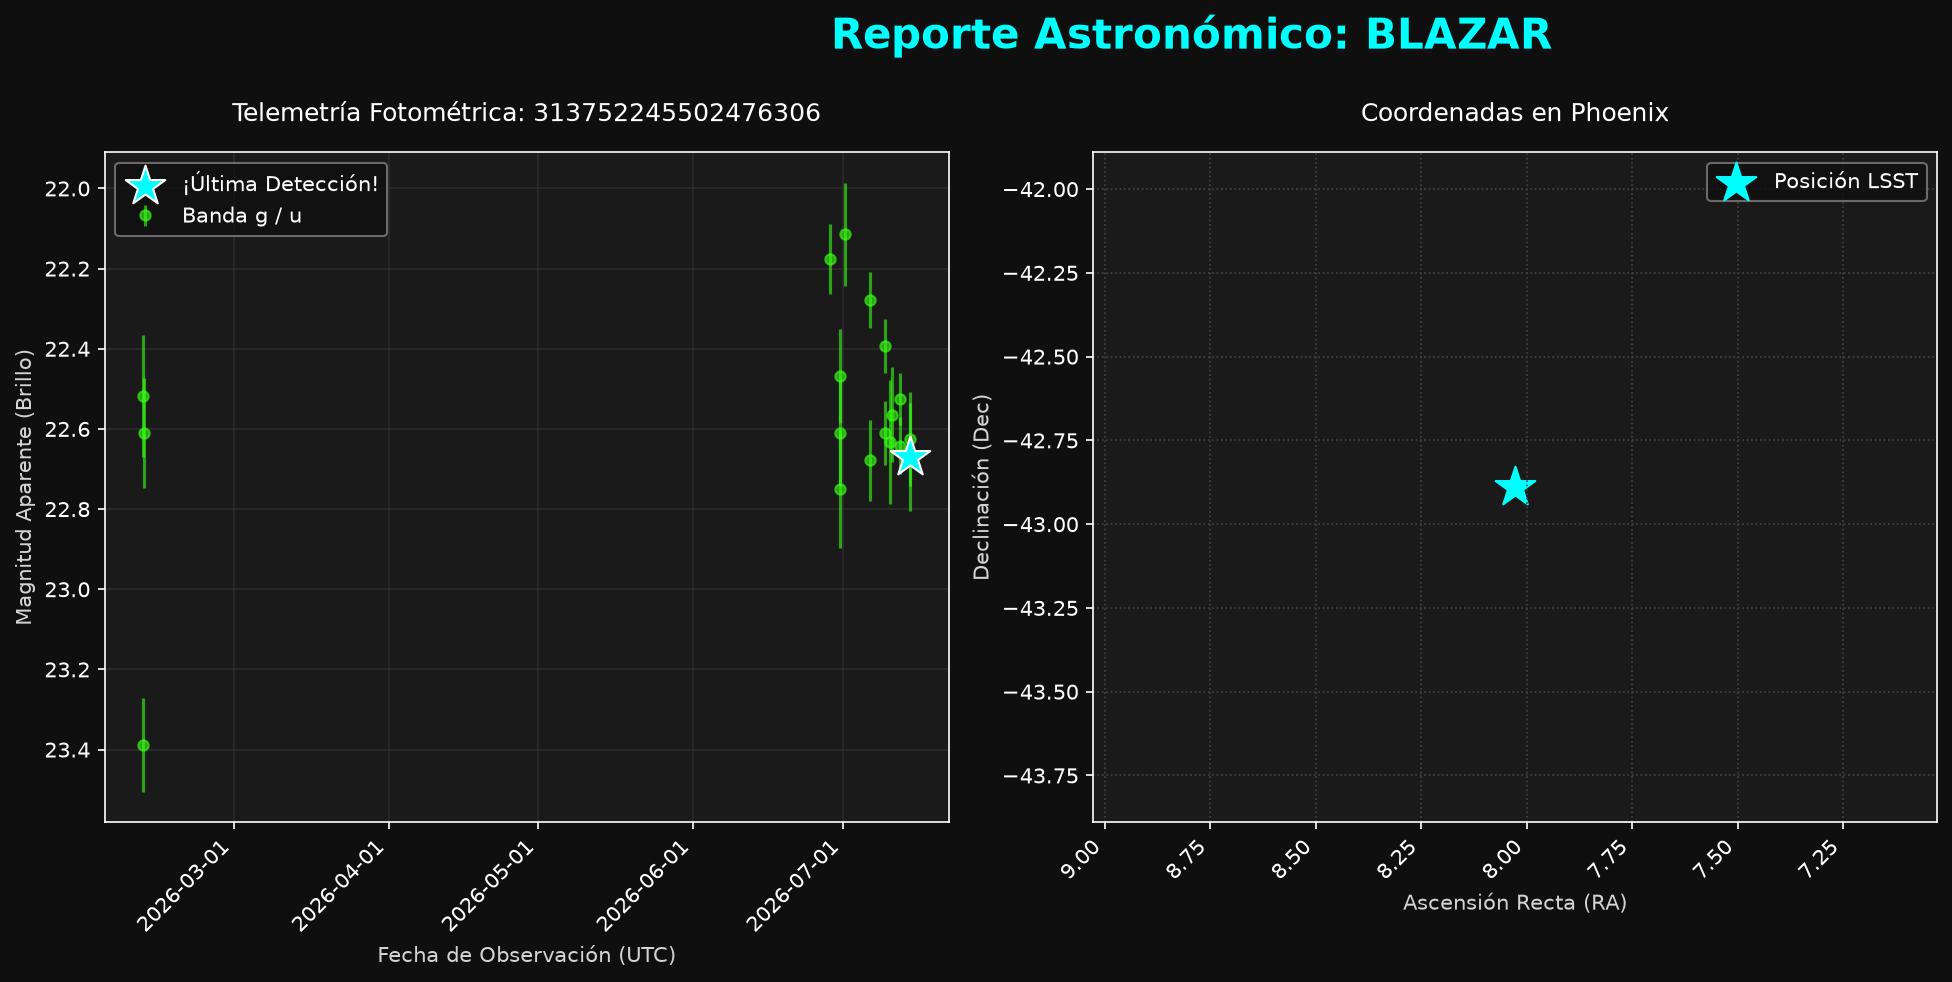 Reporte Astronómico: BLAZAR
Telemetría Fotométrica: 313752245502476306
¡Última Detección!
Banda g / u
22.0
22.2
22.4
22.6
22.8
23.0
23.2
23.4
Magnitud Aparente (Brillo)
2026-03-01
2026-04-01
2026-05-01
2026-06-01
2026-07-01
Fecha de Observación (UTC)
Coordenadas en Phoenix
Posición LSST
−42.00
−42.25
−42.50
−42.75
−43.00
−43.25
−43.50
−43.75
Declinación (Dec)
9.00
8.75
8.50
8.25
8.00
7.75
7.50
7.25
Ascensión Recta (RA)